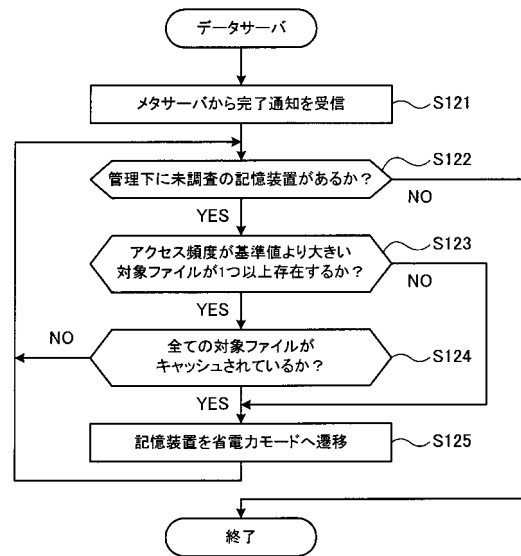 データサーバ
メタサーバから完了通知を受信
S121
管理下に未調査の記憶装置があるか？
S122
NO
YES
アクセス頻度が基準値より大きい
対象ファイルが1つ以上存在するか？
S123
NO
YES
NO
全ての対象ファイルが
キャッシュされているか？
S124
YES
記憶装置を省電力モードへ遷移
S125
終了